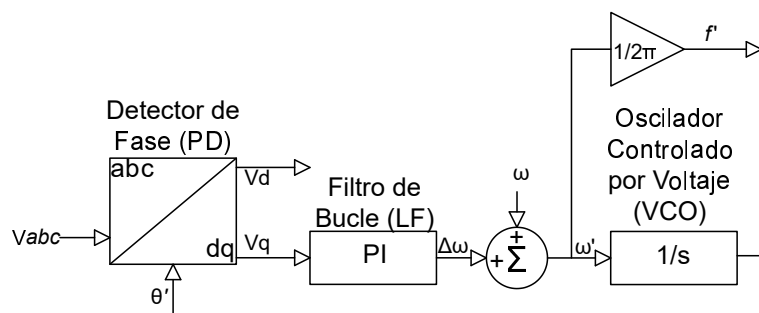 1/2π
f'
Detector de
Fase (PD)
abc
dq
Vd
Vq
Vabc
θ'
Filtro de
Bucle (LF)
PI
Δω
ω
+
+
Σ
ω'
Oscilador
Controlado
por Voltaje
(VCO)
1/s